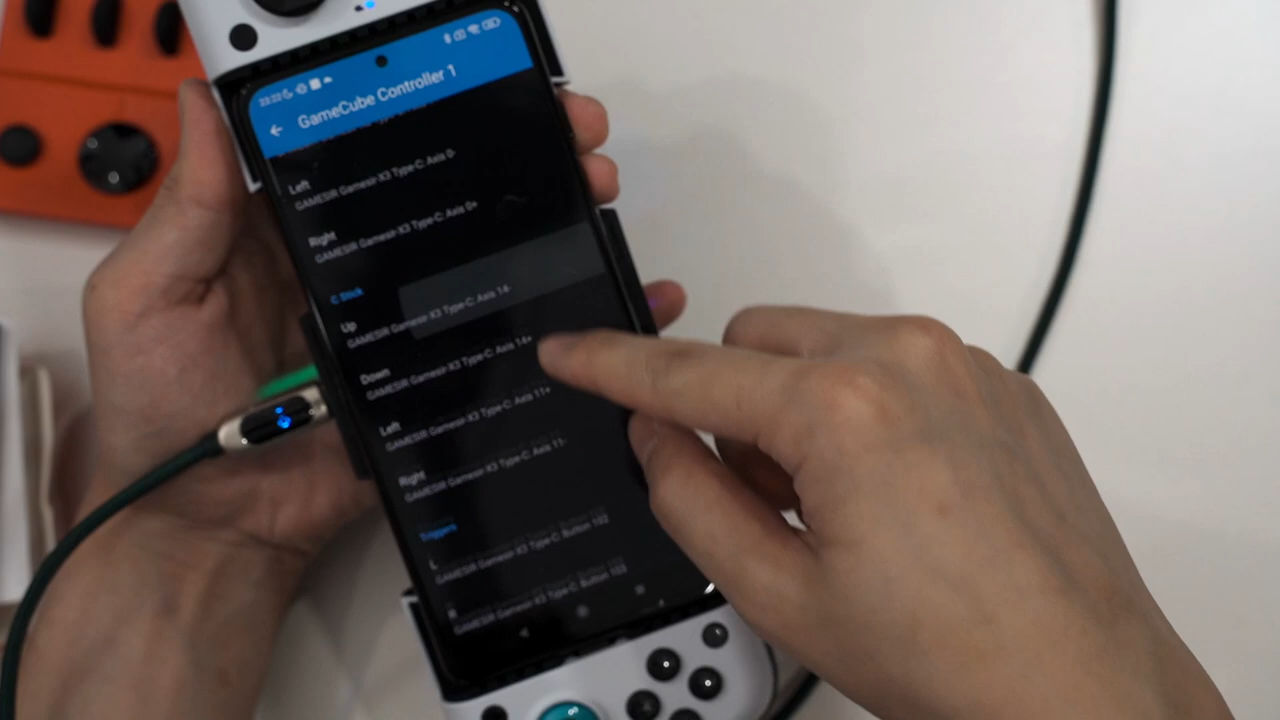 23:22
GameCube Controller 1
Left
GAMESIR Gamesir-X3 Type-C: Axis 0-
Right
GAMESIR Gamesir-X3 Type-C: Axis 0+
C Stick
Up
GAMESIR Gamesir-X3 Type-C: Axis 14-
Down
GAMESIR Gamesir-X3 Type-C: Axis 14+
Left
GAMESIR Gamesir-X3 Type-C: Axis 11+
Right
GAMESIR Gamesir-X3 Type-C: Axis 11-
Triggers
L
GAMESIR Gamesir-X3 Type-C: Button 102
R
GAMESIR Gamesir-X3 Type-C: Button 103